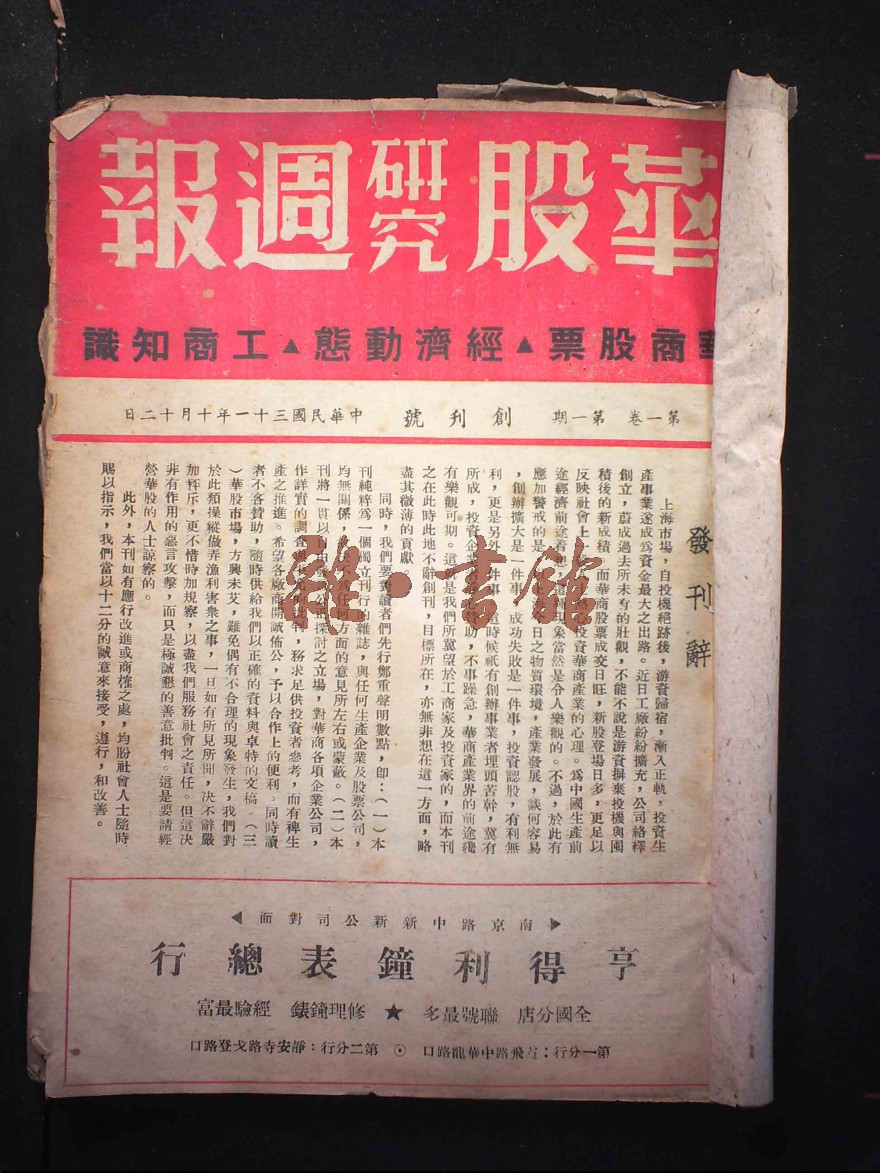 華股研究週報
華商股票▲經濟動態▲工商知識
第一卷 第一期 創刊號 中華民國三十一年十月十二日
發刊辭
上海市場，自投機絕跡後，游資歸宿，漸入正軌，投資生
產事業遂成爲資金最大之出路。近日工廠紛紛擴充，公司絡繹
創立，蔚成過去所未有的壯觀，不能不說是游資摒棄投機與囤
積後的新成積。而華商股票成交日旺，新股登場日多，更足以
反映社會上心投資華商產業的心理。爲中國生產前
途經濟前途着想，這種現象當然是令人樂觀的。不過，於此有
應加警戒的是，今日之物質環境，產業發展，談何容易
，創辦擴大是一件事，成功失敗是一件事，投資認股，有利無
利，更是另外一件事。這時候祇有創辦事業者埋頭苦幹，冀有
所成，投資企業者贊助，不事躁急，華商產業界的前途纔
有樂觀可期。這就是我們所冀望於工商家及投資家的，而本刊
之在此時此地不辭創刊，目標所在，亦無非想在這一方面，略
盡其微薄的貢獻
同時，我們要對讀者們先行鄭重聲明數點，卽：（一）本
刊純粹爲一個獨立刊行的雜誌，與任何生產企業及股票公司，
均無關係，決不爲任何方面的意見所左右或蒙蔽。（二）本
刊將一貫以探討之立場，對華商各項企業公司，
作詳實的調查批判，務求足供投資者參考，而有裨生
產之推進。希望各廠商開誠佈公，予以合作上的便利。同時讀
者不吝贊助，隨時供給我們以正確的資料與卓特的文稿。（三
）華股市場，方興未艾，難免偶有不合理的現象發生，我們對
於此類操縱做弄漁利害衆之事，一旦如有所見所聞，決不辭嚴
加抨斥，更不惜時加規察，以盡我們服務社會之責任。但這決
非有作用的惡言攻擊，而只是極誠懇的善意批判。這是要請經
營華股的人士諒察的。
此外，本刊如有應行改進或商榷之處，均盼社會人士隨時
賜以指示，我們當以十二分的誠意來接受，遵行，和改善。
雜·書館
南京路中新新公司對面
亨得利鐘表總行
全國分店 聯號最多 ★ 修理鐘錶 經驗最富
第一分行：霞飛路中華龍路口 ⊙ 第二分行：靜安寺路戈登路口